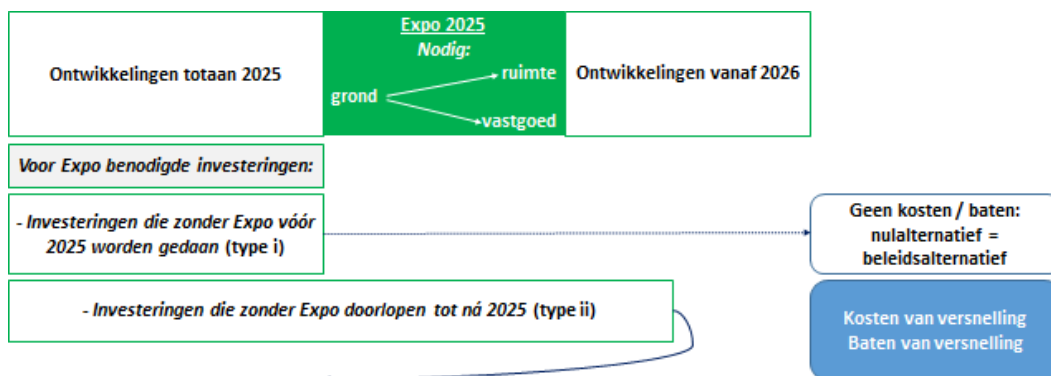 Expo 2025
Nodig:
Ontwikkelingen totaan 2025
ruimte
Ontwikkelingen vanaf 2026
grond
vastgoed
Voor Expo benodigde investeringen:
- Investeringen die zonder Expo vóór
2025 worden gedaan (type i)
Geen kosten / baten:
nulalternatief =
beleidsalternatief
- Investeringen die zonder Expo doorlopen tot ná 2025 (type ii)
Kosten van versnelling
Baten van versnelling